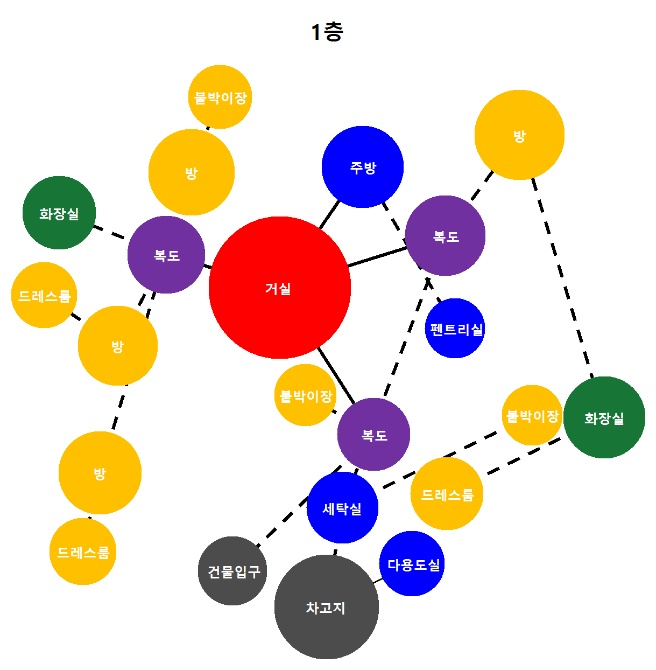 1층
붙박이장
방
주방
방
화장실
복도
복도
거실
드레스룸
방
펜트리실
붙박이장
복도
붙박이장
화장실
방
세탁실
드레스룸
드레스룸
건물입구
다용도실
차고지